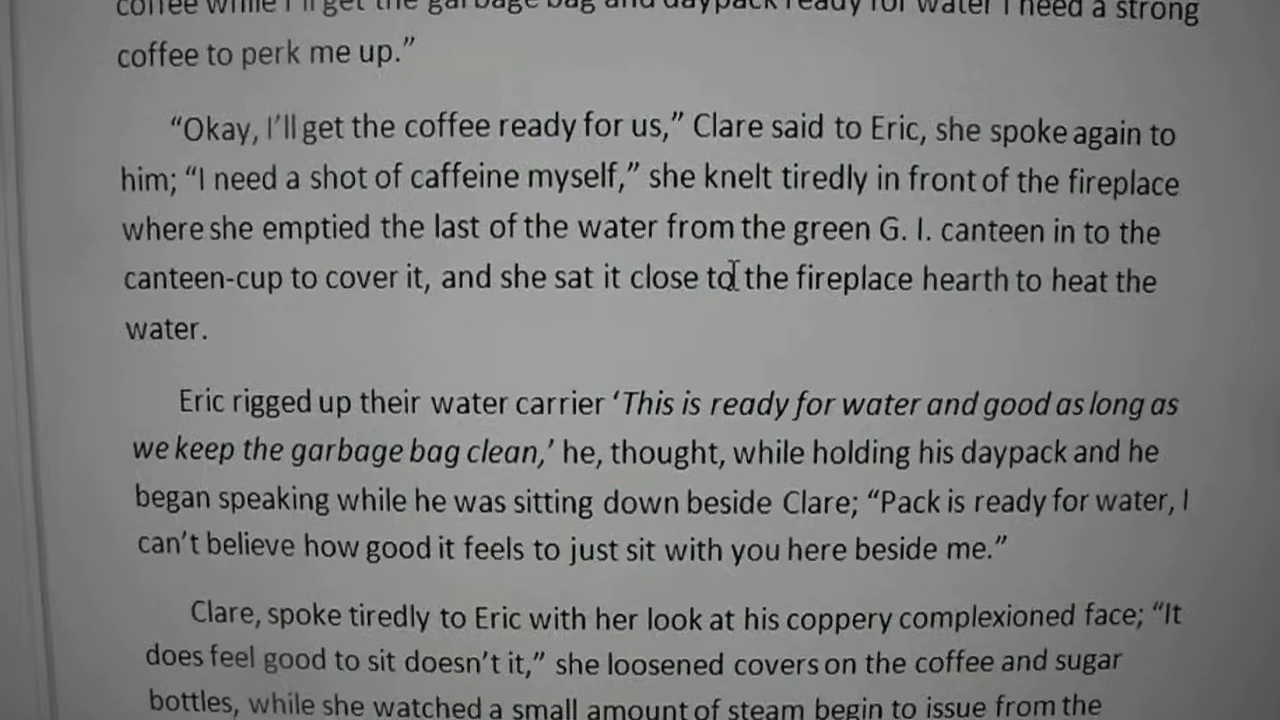 coffee while I'll get the garbage bag and daypack ready for water I need a strong
coffee to perk me up.”
“Okay, I’ll get the coffee ready for us,” Clare said to Eric, she spoke again to
him; “I need a shot of caffeine myself,” she knelt tiredly in front of the fireplace
where she emptied the last of the water from the green G. I. canteen in to the
canteen-cup to cover it, and she sat it close to the fireplace hearth to heat the
water.
Eric rigged up their water carrier ‘This is ready for water and good as long as
we keep the garbage bag clean,’ he, thought, while holding his daypack and he
began speaking while he was sitting down beside Clare; “Pack is ready for water, I
can’t believe how good it feels to just sit with you here beside me.”
Clare, spoke tiredly to Eric with her look at his coppery complexioned face; “It
does feel good to sit doesn’t it,” she loosened covers on the coffee and sugar
bottles, while she watched a small amount of steam begin to issue from the